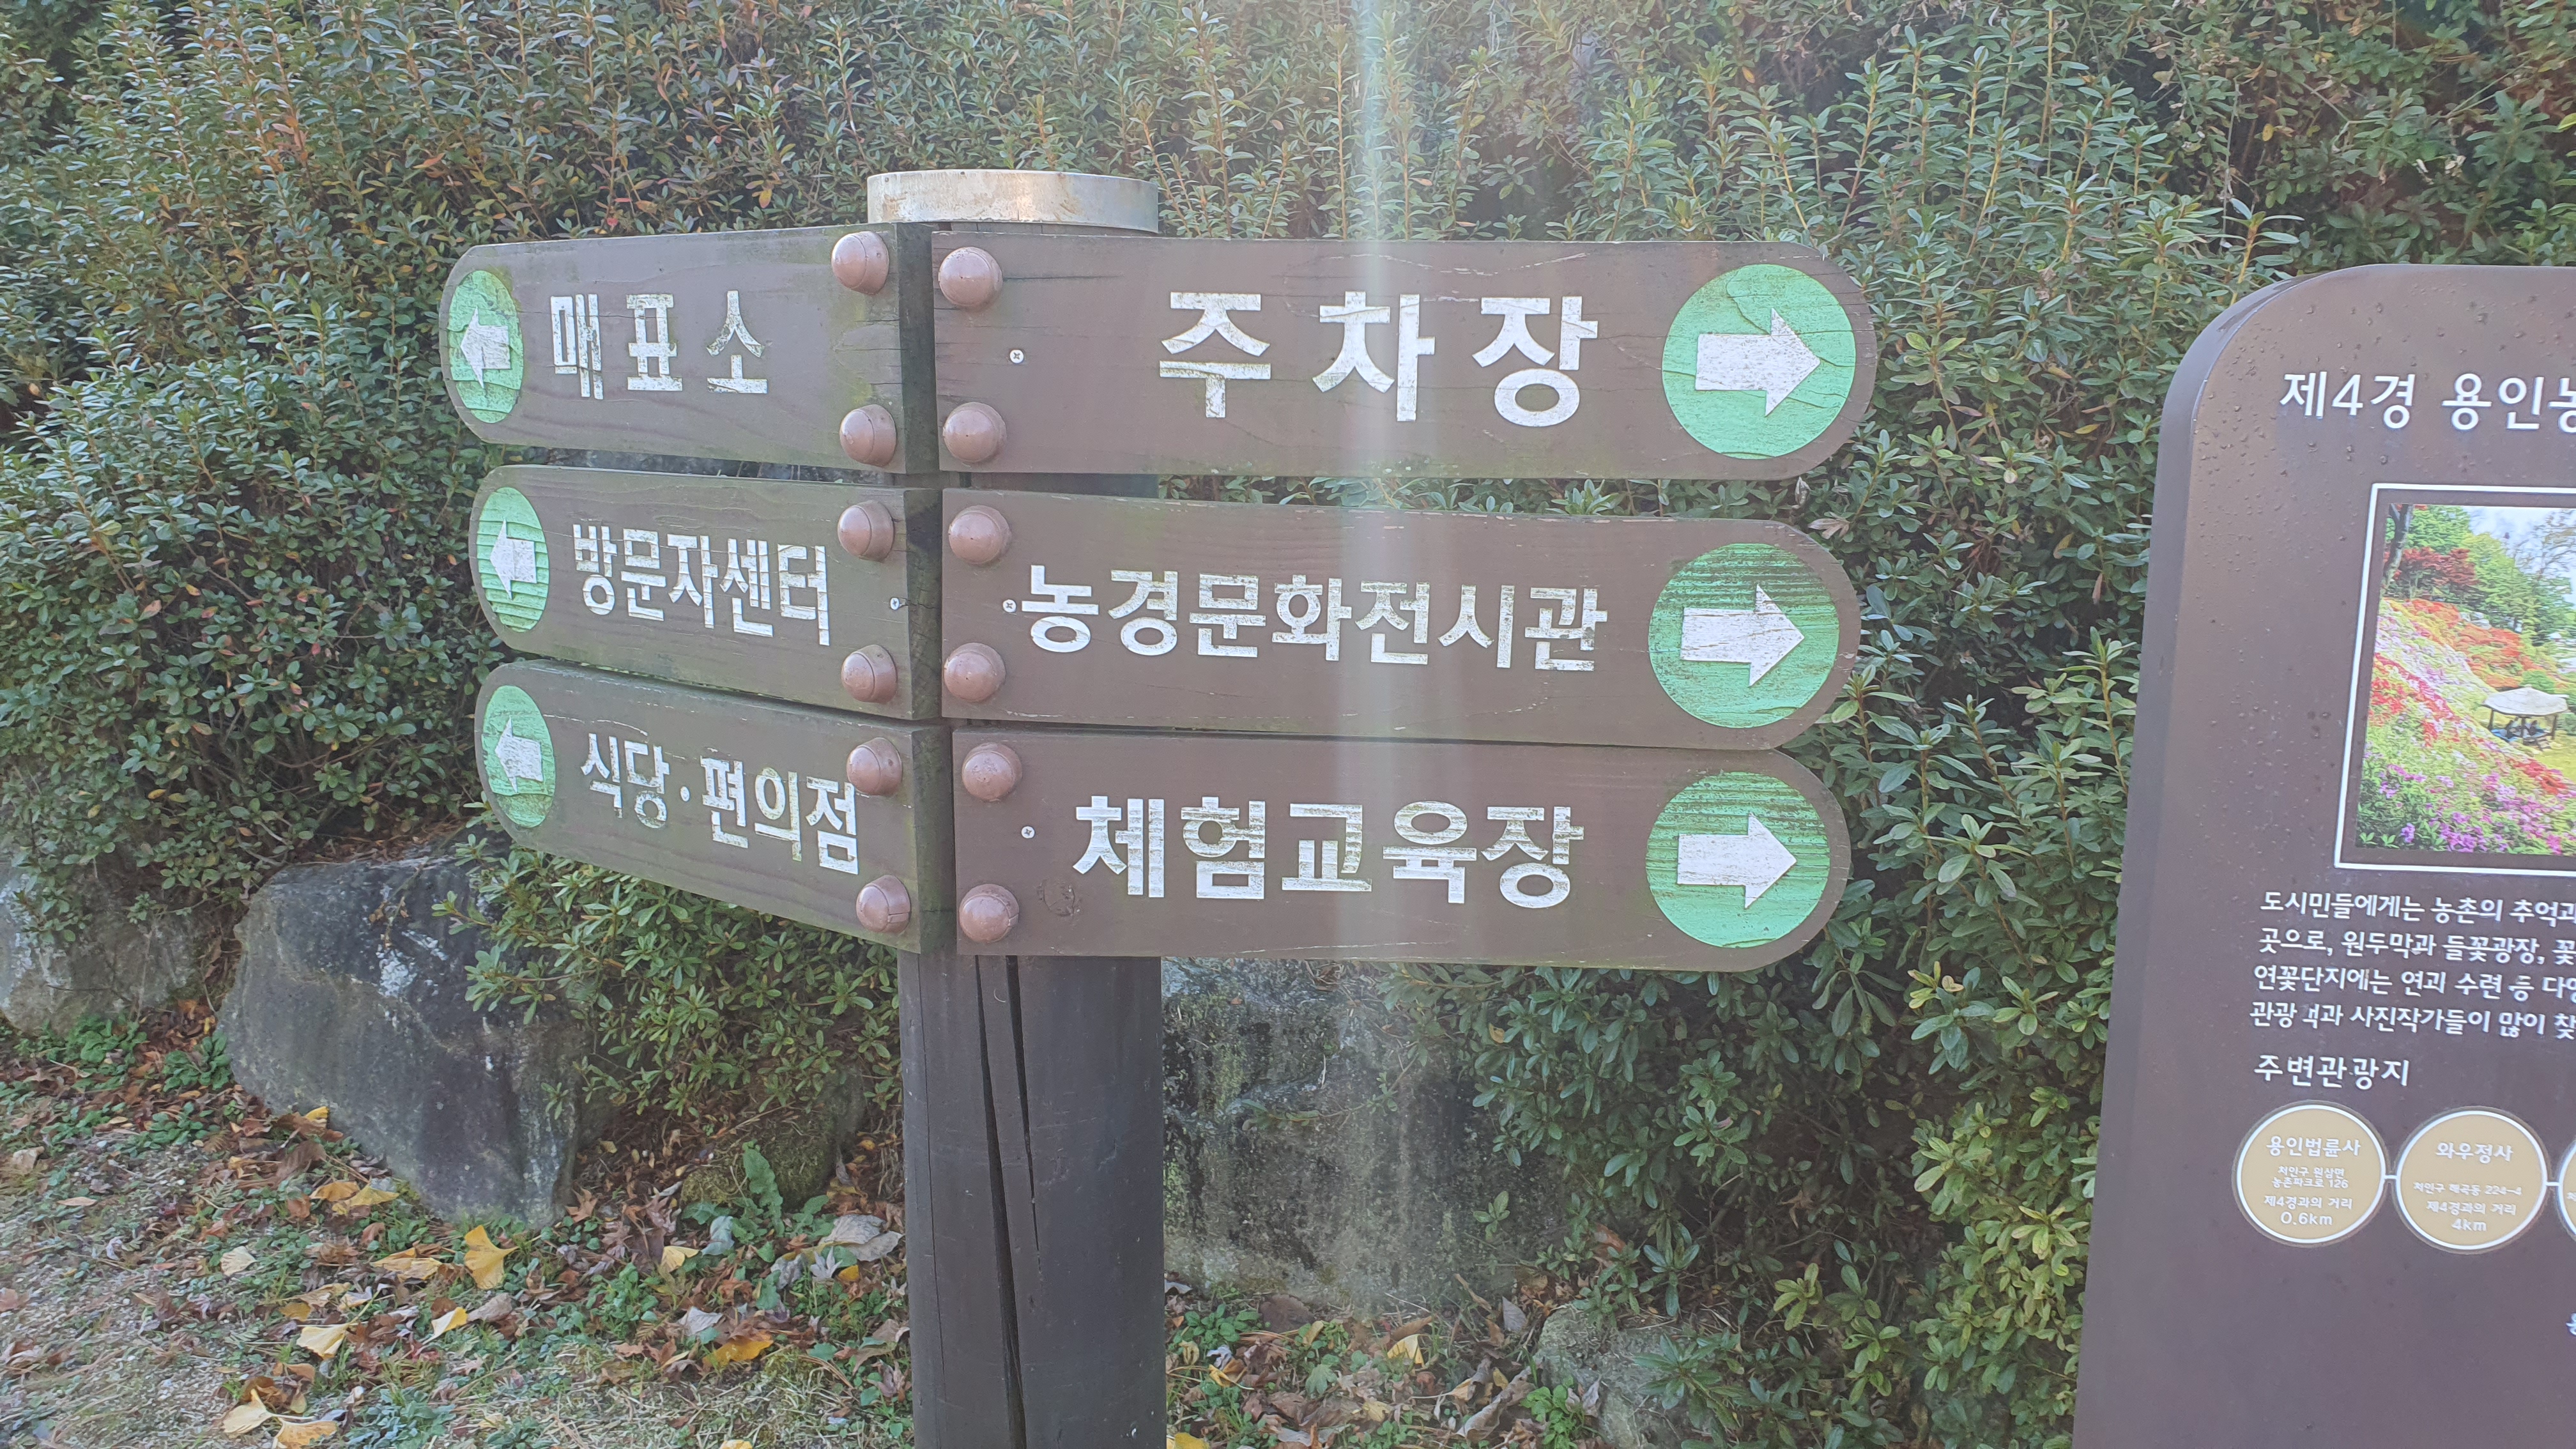 매표소
방문자센터
식당·편의점
주차장
농경문화전시관
체험교육장
제4경 용인
도시민들에게는 농촌의 추억과
곳으로, 원두막과 들꽃광장, 꽃
연꽃단지에는 연과 수련 등
관광객과 사진작가들이 많이 찾
주변관광지
용인법륜사
처인구 원삼면
농촌파크로 126
제4경과의 거리
0.6km
와우정사
처인구 해곡동 224-4
제4경과의 거리
4km